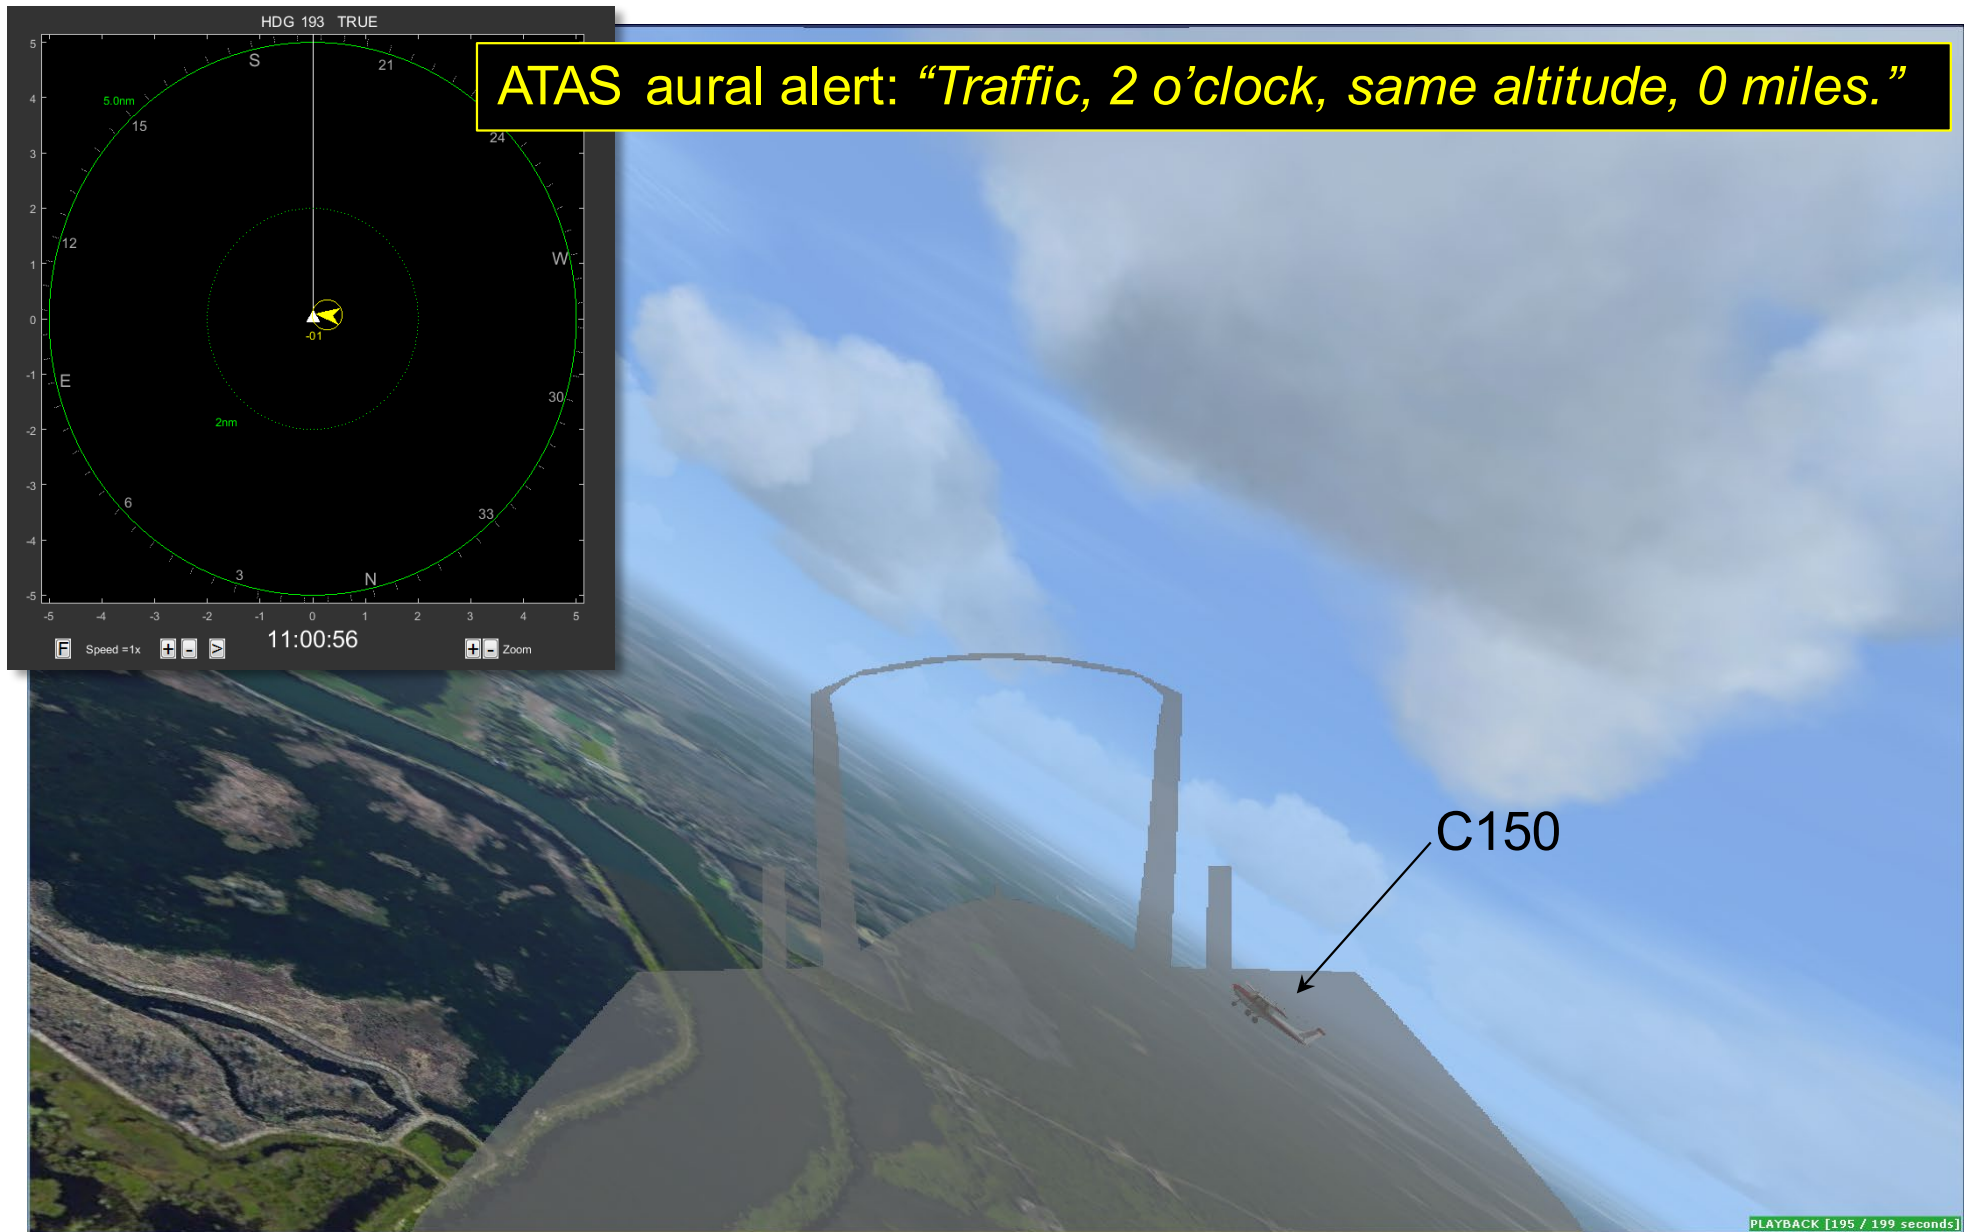 HDG 193 TRUE
ATAS aural alert: “Traffic, 2 o’clock, same altitude, 0 miles.”
5
4
3
2
1
0
-1
-2
-3
-4
-5
S
21
5.0nm
15
24
12
W
-01
E
30
2nm
6
33
3
N
-5 -4 -3 -2 -1 0 1 2 3 4 5
F Speed =1x + - > 11:00:56 + - Zoom
C150
PLAYBACK [195 / 199 seconds]